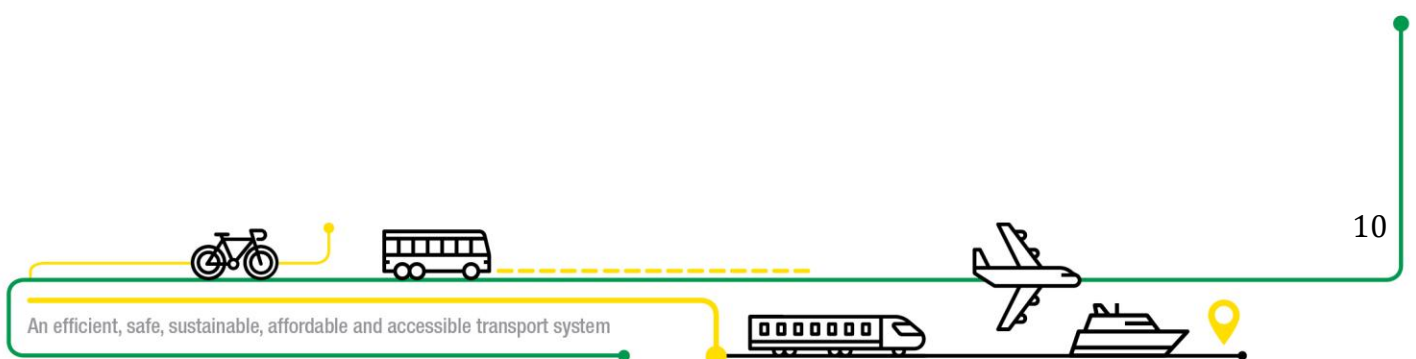 10
An efficient, safe, sustainable, affordable and accessible transport system